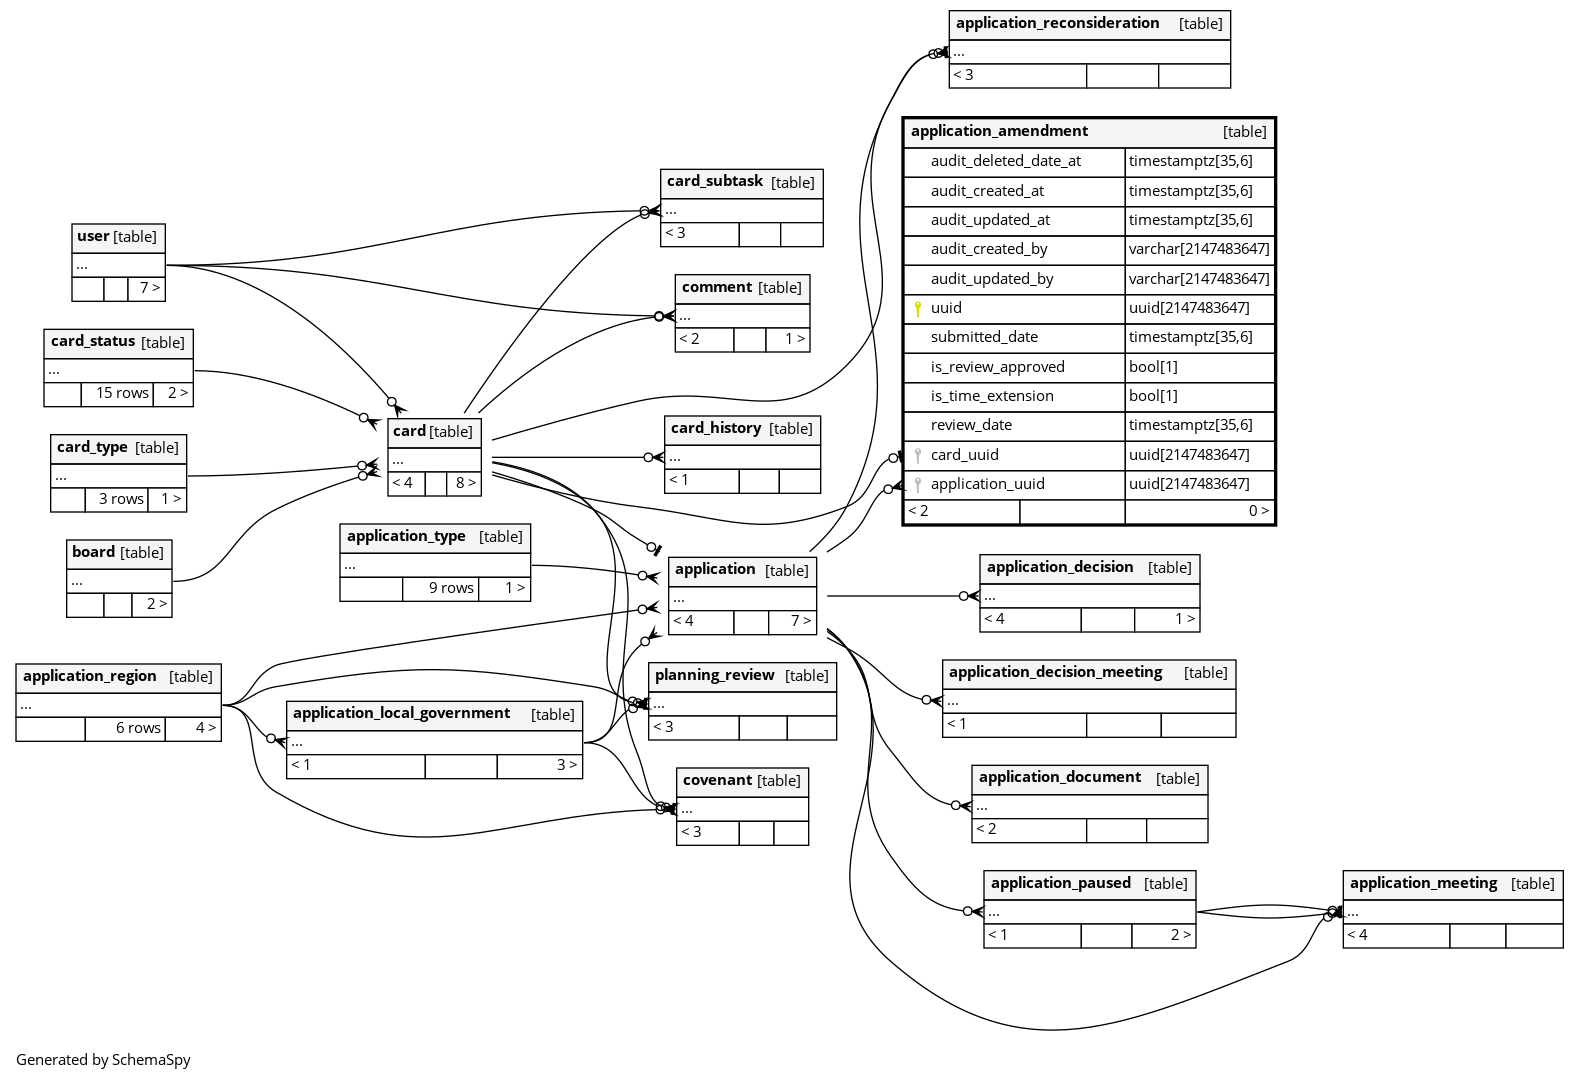 application_reconsideration [table]
...
< 3
application_amendment [table]
audit_deleted_date_at timestamptz[35,6]
audit_created_at timestamptz[35,6]
audit_updated_at timestamptz[35,6]
audit_created_by varchar[2147483647]
audit_updated_by varchar[2147483647]
uuid uuid[2147483647]
submitted_date timestamptz[35,6]
is_review_approved bool[1]
is_time_extension bool[1]
review_date timestamptz[35,6]
card_uuid uuid[2147483647]
application_uuid uuid[2147483647]
< 2 0 >
card_subtask [table]
...
< 3
user [table]
...
7 >
comment [table]
...
< 2 1 >
card_status [table]
...
15 rows 2 >
card [table]
...
< 4 8 >
card_history [table]
...
< 1
card_type [table]
...
3 rows 1 >
application_type [table]
...
9 rows 1 >
board [table]
...
2 >
application [table]
...
< 4 7 >
application_decision [table]
...
< 4 1 >
application_region [table]
...
6 rows 4 >
application_local_government [table]
...
< 1 3 >
planning_review [table]
...
< 3
application_decision_meeting [table]
...
< 1
covenant [table]
...
< 3
application_document [table]
...
< 2
application_paused [table]
...
< 1 2 >
application_meeting [table]
...
< 4
Generated by SchemaSpy